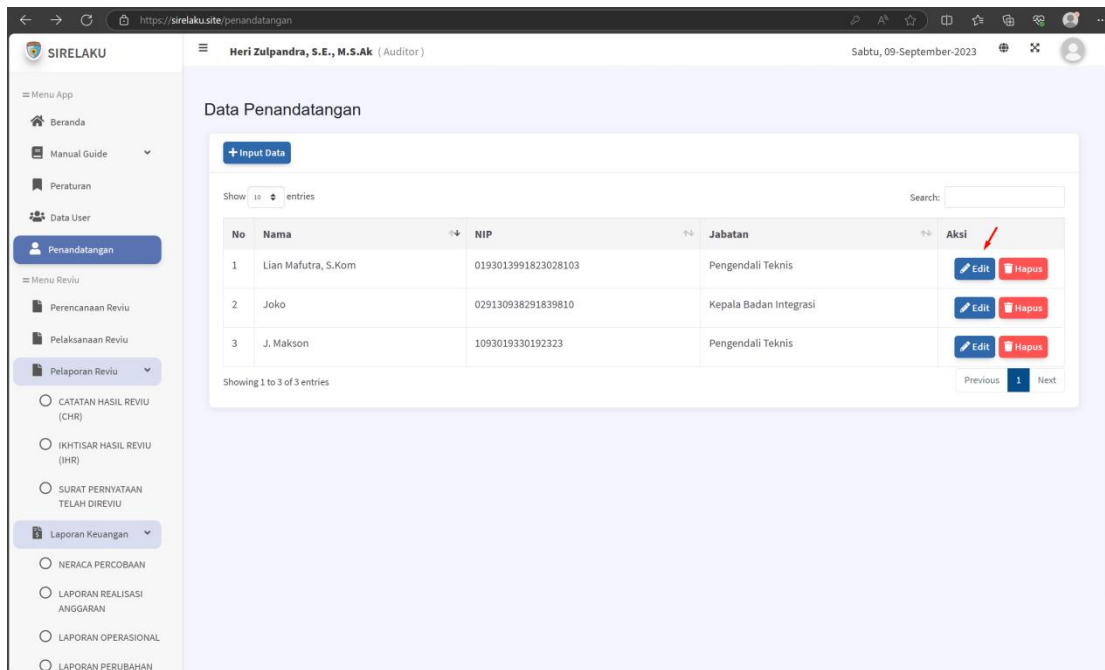 https://sirelaku.site/penandatangan
SIRELAKU
Heri Zulpandra, S.E., M.S.Ak ( Auditor )
Sabtu, 09-September-2023
Menu App
Beranda
Manual Guide
Peraturan
Data User
Penandatangan
Menu Reviu
Perencanaan Reviu
Pelaksanaan Reviu
Pelaporan Reviu
CATATAN HASIL REVIU
(CHR)
IKHTISAR HASIL REVIU
(IHR)
SURAT PERNYATAAN
TELAH DIREVIU
Laporan Keuangan
NERACA PERCOBAAN
LAPORAN REALISASI
ANGGARAN
LAPORAN OPERASIONAL
LAPORAN PERUBAHAN
Data Penandatangan
+ Input Data
Show 10 entries
Search:
No Nama NIP Jabatan Aksi
1 Lian Mafutra, S.Kom 0193013991823028103 Pengendali Teknis Edit Hapus
2 Joko 029130938291839810 Kepala Badan Integrasi Edit Hapus
3 J. Makson 1093019330192323 Pengendali Teknis Edit Hapus
Showing 1 to 3 of 3 entries
Previous 1 Next